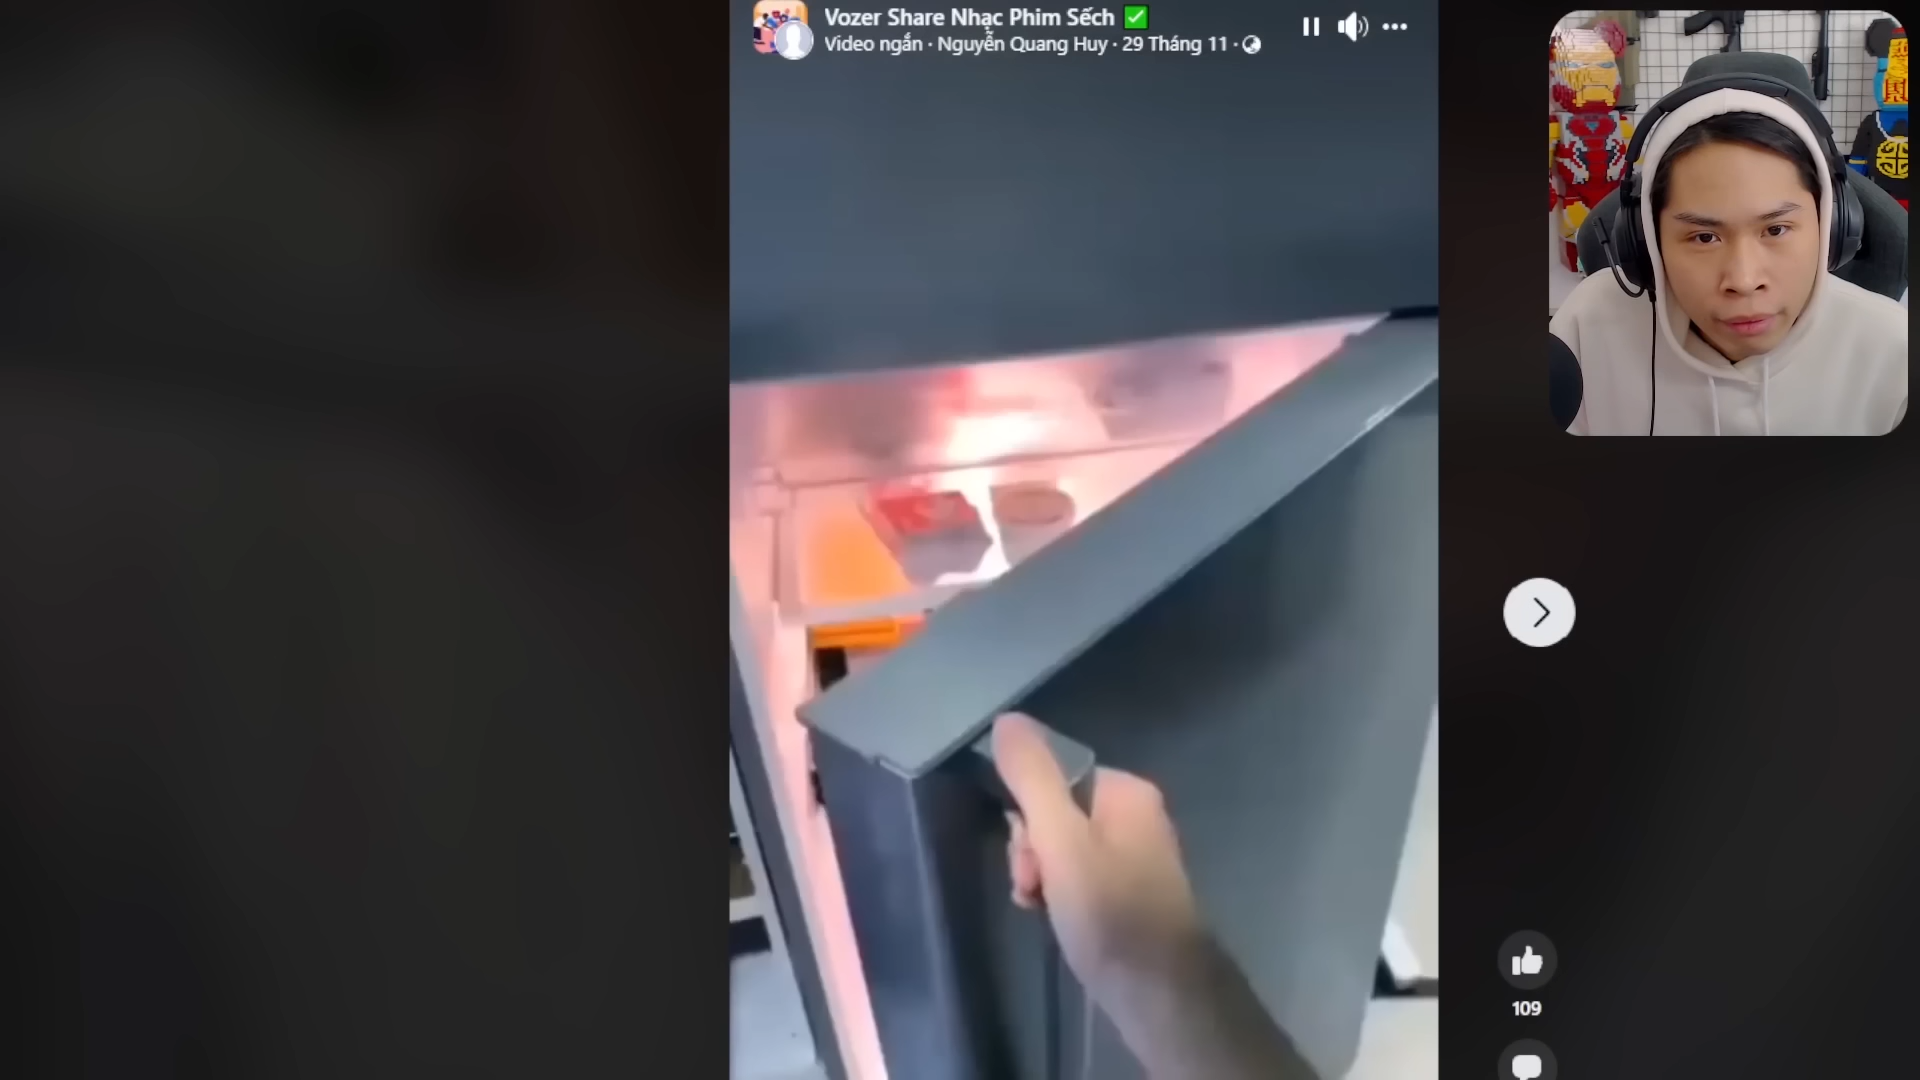 Vozer Share Nhạc Phim Sếch
Video ngắn · Nguyễn Quang Huy · 29 Tháng 11 ·
109